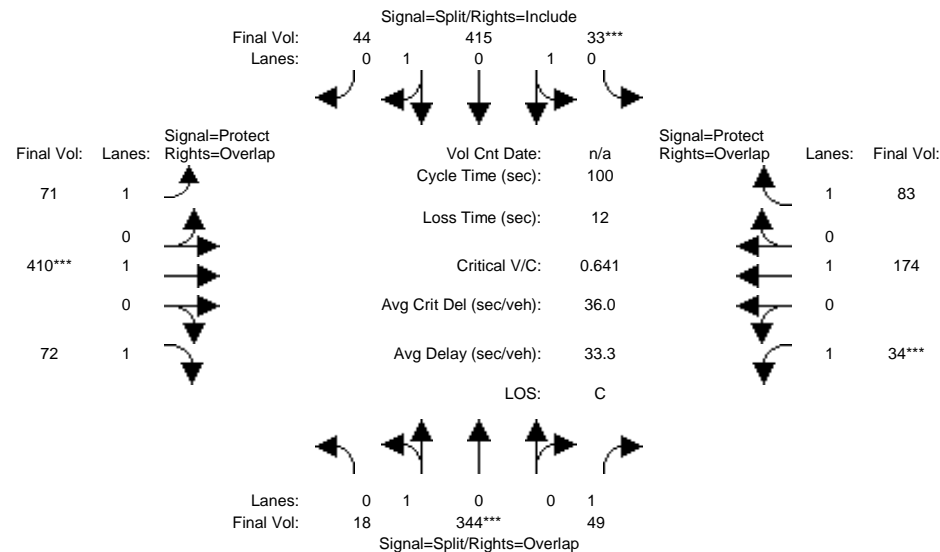 Signal=Split/Rights=Include
Final Vol: 44 415 33***
Lanes: 0 1 0 1 0
Signal=Protect
Final Vol: Lanes: Rights=Overlap
Vol Cnt Date: n/a
Signal=Protect
Rights=Overlap Lanes: Final Vol:
Cycle Time (sec): 100
71 1
1 83
Loss Time (sec): 12
0
0
410*** 1
Critical V/C: 0.641
1 174
0
Avg Crit Del (sec/veh): 36.0
0
72 1
Avg Delay (sec/veh): 33.3
1 34***
LOS: C
Lanes: 0 1 0 0 1
Final Vol: 18 344*** 49
Signal=Split/Rights=Overlap